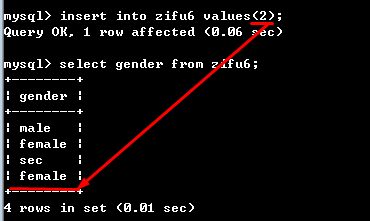 mysql> insert into zifu6 values(2);
Query OK, 1 row affected (0.06 sec)
mysql> select gender from zifu6;
+--------+
| gender |
+--------+
| male   |
| female |
| sec    |
| female |
+--------+
4 rows in set (0.01 sec)